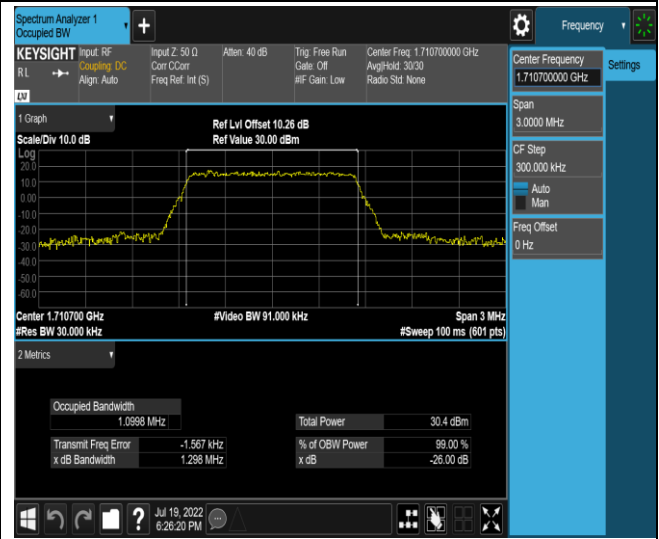 Spectrum Analyzer 1
Occupied BW
+
Frequency
KEYSIGHT
R L
LXI
Input: RF
Coupling: DC
Align: Auto
Input Z: 50 Ω
Corr CCorr
Freq Ref: Int (S)
Atten: 40 dB
Trig: Free Run
Gate: Off
#IF Gain: Low
Center Freq: 1.710700000 GHz
Avg|Hold: 30/30
Radio Std: None
Center Frequency
1.710700000 GHz
Settings
Span
3.0000 MHz
CF Step
300.000 kHz
Auto
Man
Freq Offset
0 Hz
1 Graph
Scale/Div 10.0 dB
Ref Lvl Offset 10.26 dB
Ref Value 30.00 dBm
Log
20.0
10.0
0.00
-10.0
-20.0
-30.0
-40.0
-50.0
-60.0
Center 1.710700 GHz
#Video BW 91.000 kHz
Span 3 MHz
#Res BW 30.000 kHz
#Sweep 100 ms (601 pts)
2 Metrics
Occupied Bandwidth
1.0998 MHz
Total Power 30.4 dBm
Transmit Freq Error -1.567 kHz
% of OBW Power 99.00 %
x dB Bandwidth 1.298 MHz
x dB -26.00 dB
?
Jul 19, 2022
6:26:20 PM